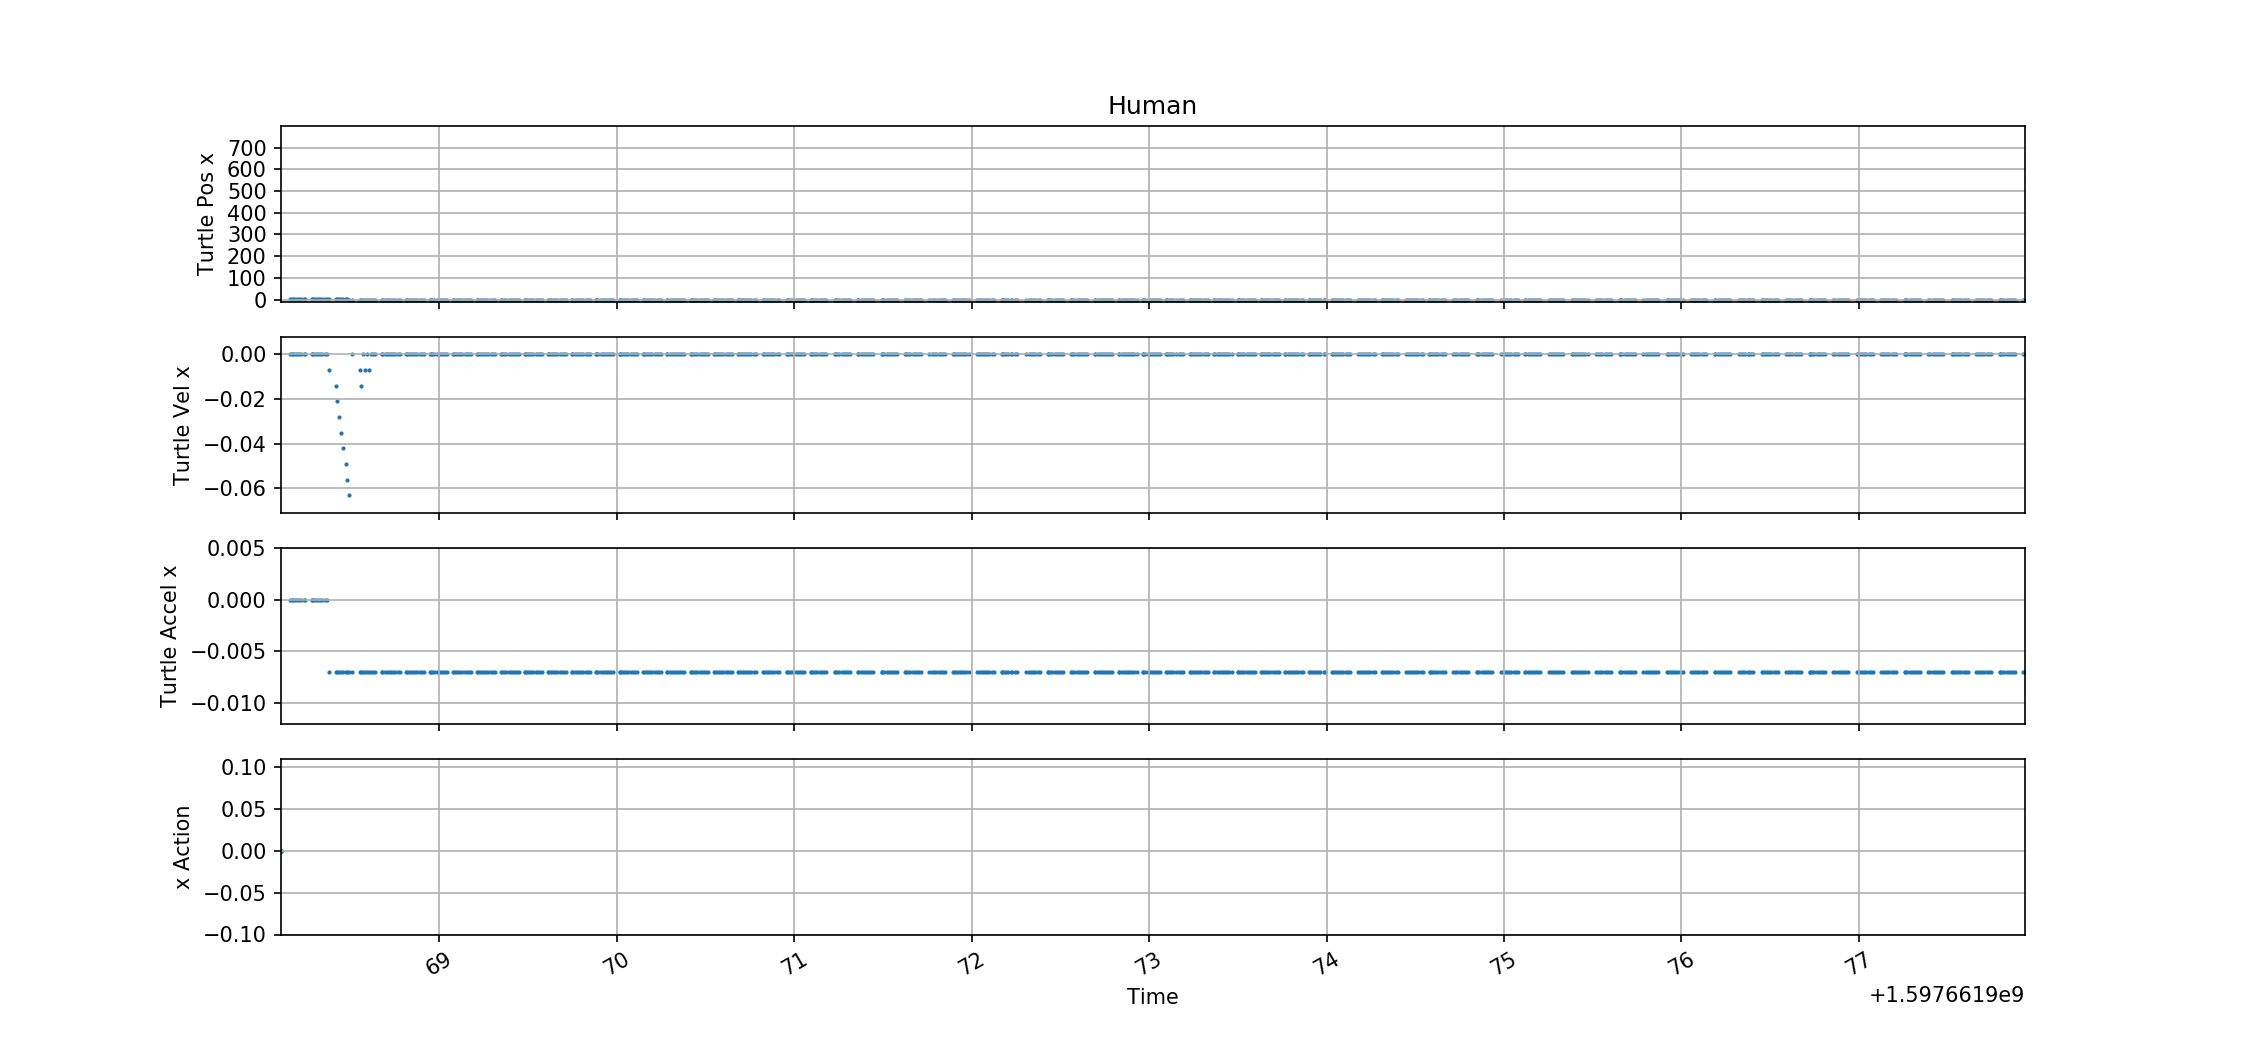 Human
Turtle Pos x
700
600
500
400
300
200
100
0
Turtle Vel x
0.00
−0.02
−0.04
−0.06
Turtle Accel x
0.005
0.000
−0.005
−0.010
x Action
0.10
0.05
0.00
−0.05
−0.10
69 70 71 72 73 74 75 76 77
Time
+1.5976619e9